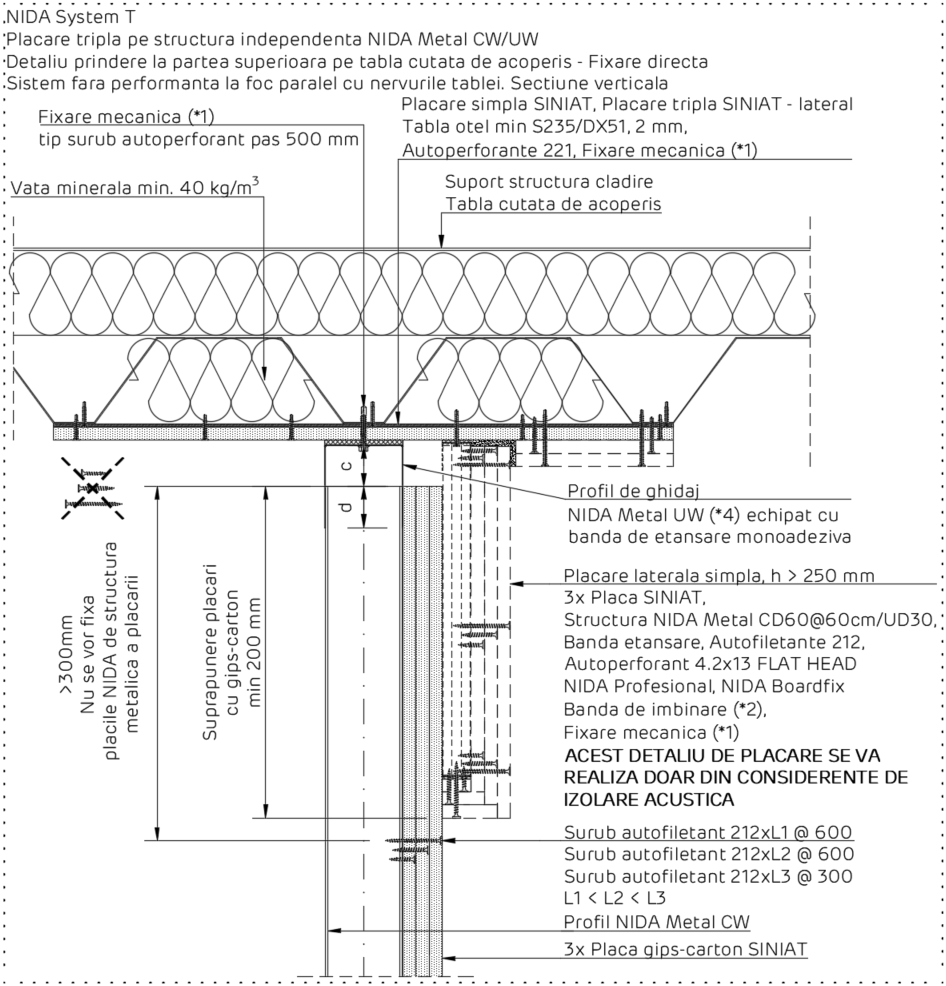 NIDA System T
Placare tripla pe structura independenta NIDA Metal CW/UW
Detaliu prindere la partea superioara pe tabla cutata de acoperis - Fixare directa
Sistem fara performanta la foc paralel cu nervurile tablei. Sectiune verticala
Fixare mecanica (*1)
tip surub autoperforant pas 500 mm
Placare simpla SINIAT, Placare tripla SINIAT - lateral
Tabla otel min S235/DX51, 2 mm,
Autoperforante 221, Fixare mecanica (*1)
Vata minerala min. 40 kg/m³
Suport structura cladire
Tabla cutata de acoperis
c
d
>300mm
Nu se vor fixa
placile NIDA de structura
metalica a placarii
Suprapunere placari
cu gips-carton
min 200 mm
Profil de ghidaj
NIDA Metal UW (*4) echipat cu
banda de etansare monoadeziva
Placare laterala simpla, h > 250 mm
3x Placa SINIAT,
Structura NIDA Metal CD60@60cm/UD30,
Banda etansare, Autofiletante 212,
Autoperforant 4.2x13 FLAT HEAD
NIDA Profesional, NIDA Boardfix
Banda de imbinare (*2),
Fixare mecanica (*1)
ACEST DETALIU DE PLACARE SE VA
REALIZA DOAR DIN CONSIDERENTE DE
IZOLARE ACUSTICA
Surub autofiletant 212xL1 @ 600
Surub autofiletant 212xL2 @ 600
Surub autofiletant 212xL3 @ 300
L1 < L2 < L3
Profil NIDA Metal CW
3x Placa gips-carton SINIAT